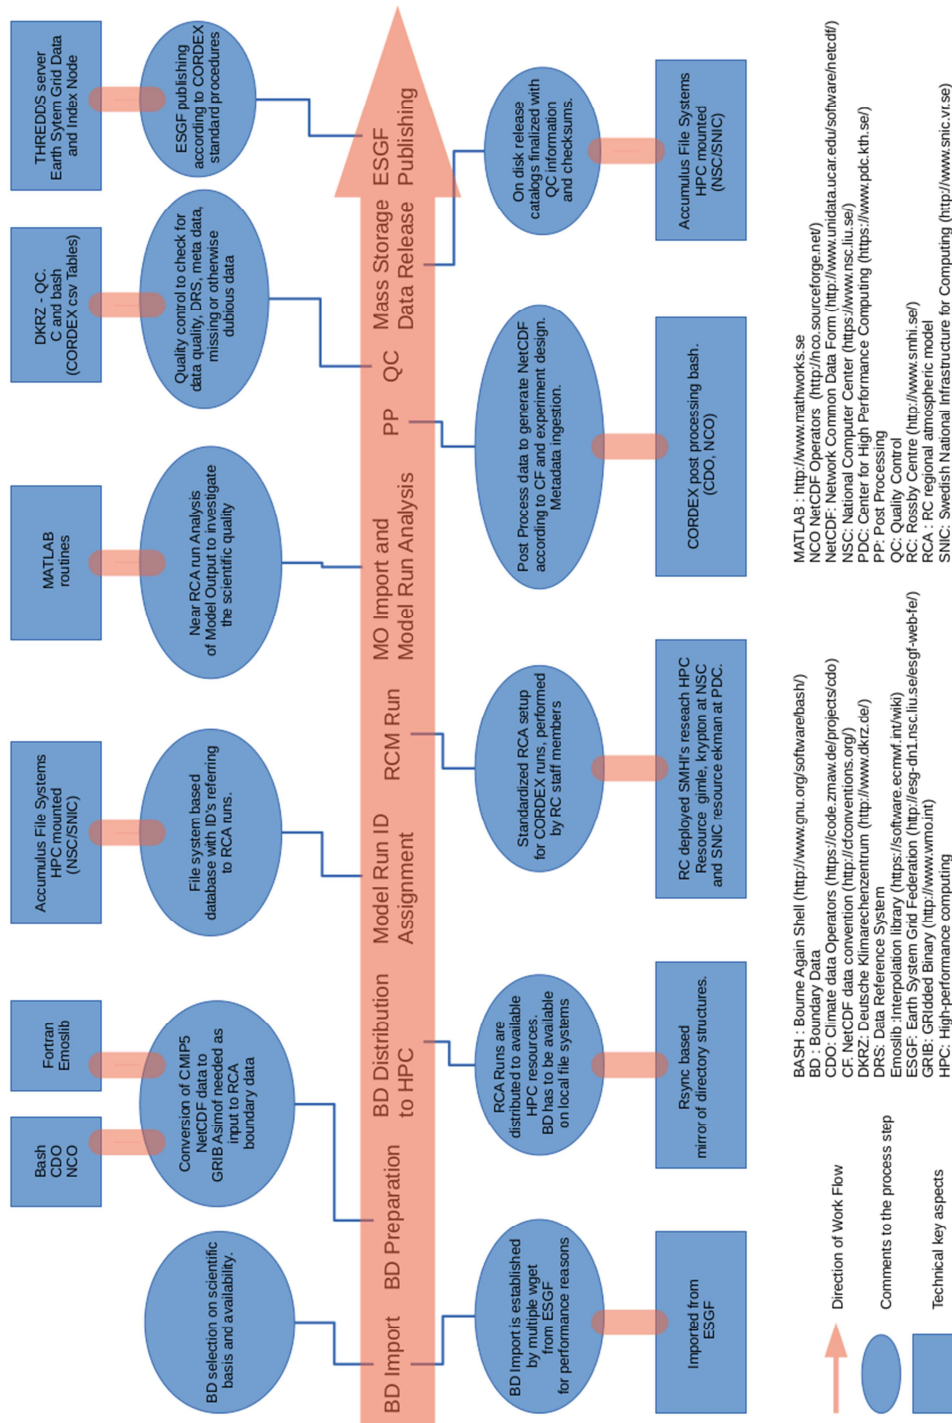 BD selection on scientific
basis and availability.
Bash
CDO
NCO
Fortran
Emoslib
Conversion of CMIP5
NetCDF data to
GRIB Asimof needed as
input to RCA
boundary data
Accumulus File Systems
HPC mounted
(NSC/SNIC)
File system based
database with ID's referring
to RCA runs.
MATLAB
routines
Near RCA run Analysis
of Model Output to investigate
the scientific quality
DKRZ - QC.
C and bash
(CORDEX csv Tables)
Quality control to check for
data quality, DRS, meta data,
missing or otherwise
dubious data
THREDDS server
Earth Sytem Grid Data
and Index Node
ESGF publishing
according to CORDEX
standard procedures
BD Import
BD Preparation
BD Distribution
to HPC
Model Run ID
Assignment
RCM Run
MO Import and
Model Run Analysis
PP
QC
Mass Storage
Data Release
ESGF
Publishing
BD Import is established
by multiple wget
from ESGF
for performance reasons
Imported from
ESGF
RCA Runs are
distributed to available
HPC resources.
BD has to be available
on local file systems
Rsync based
mirror of directory structures.
Standardized RCA setup
for CORDEX runs, performed
by RC staff members
RC deployed SMHI's reseach HPC
Resource gimle, krypton at NSC
and SNIC resource ekman at PDC.
Post Process data to generate NetCDF
according to CF and experiment design.
Metadata ingestion.
CORDEX post processing bash.
(CDO, NCO)
On disk release
catalogs finalized with
QC information
and checksums.
Accumulus File Systems
HPC mounted
(NSC/SNIC)
Direction of Work Flow
Comments to the process step
Technical key aspects
BASH : Bourne Again Shell (http://www.gnu.org/software/bash/)
BD : Boundary Data
CDO: Climate data Operators (https://code.zmaw.de/projects/cdo)
CF. NetCDF data convention (http://cfconventions.org/)
DKRZ: Deutsche Klimarechenzentrum (http://www.dkrz.de/)
DRS: Data Reference System
Emoslib :Interpolation library (https://software.ecmwf.int/wiki)
ESGF: Earth System Grid Federation (http://esg-dn1.nsc.liu.se/esgf-web-fe/)
GRIB: GRIdded Binary (http://www.wmo.int)
HPC: High-performance computing
MATLAB : http://www.mathworks.se
NCO NetCDF Operators (http://nco.sourceforge.net/)
NetCDF: Network Common Data Form (http://www.unidata.ucar.edu/software/netcdf/)
NSC: National Computer Center (https://www.nsc.liu.se/)
PDC: Center for High Performance Computing (https://www.pdc.kth.se/)
PP: Post Processing
QC: Quality Control
RC: Rossby Centre (http://www.smhi.se/)
RCA : RC regional atmospheric model
SNIC: Swedish National Infrastructure for Computing (http://www.snic.vr.se)